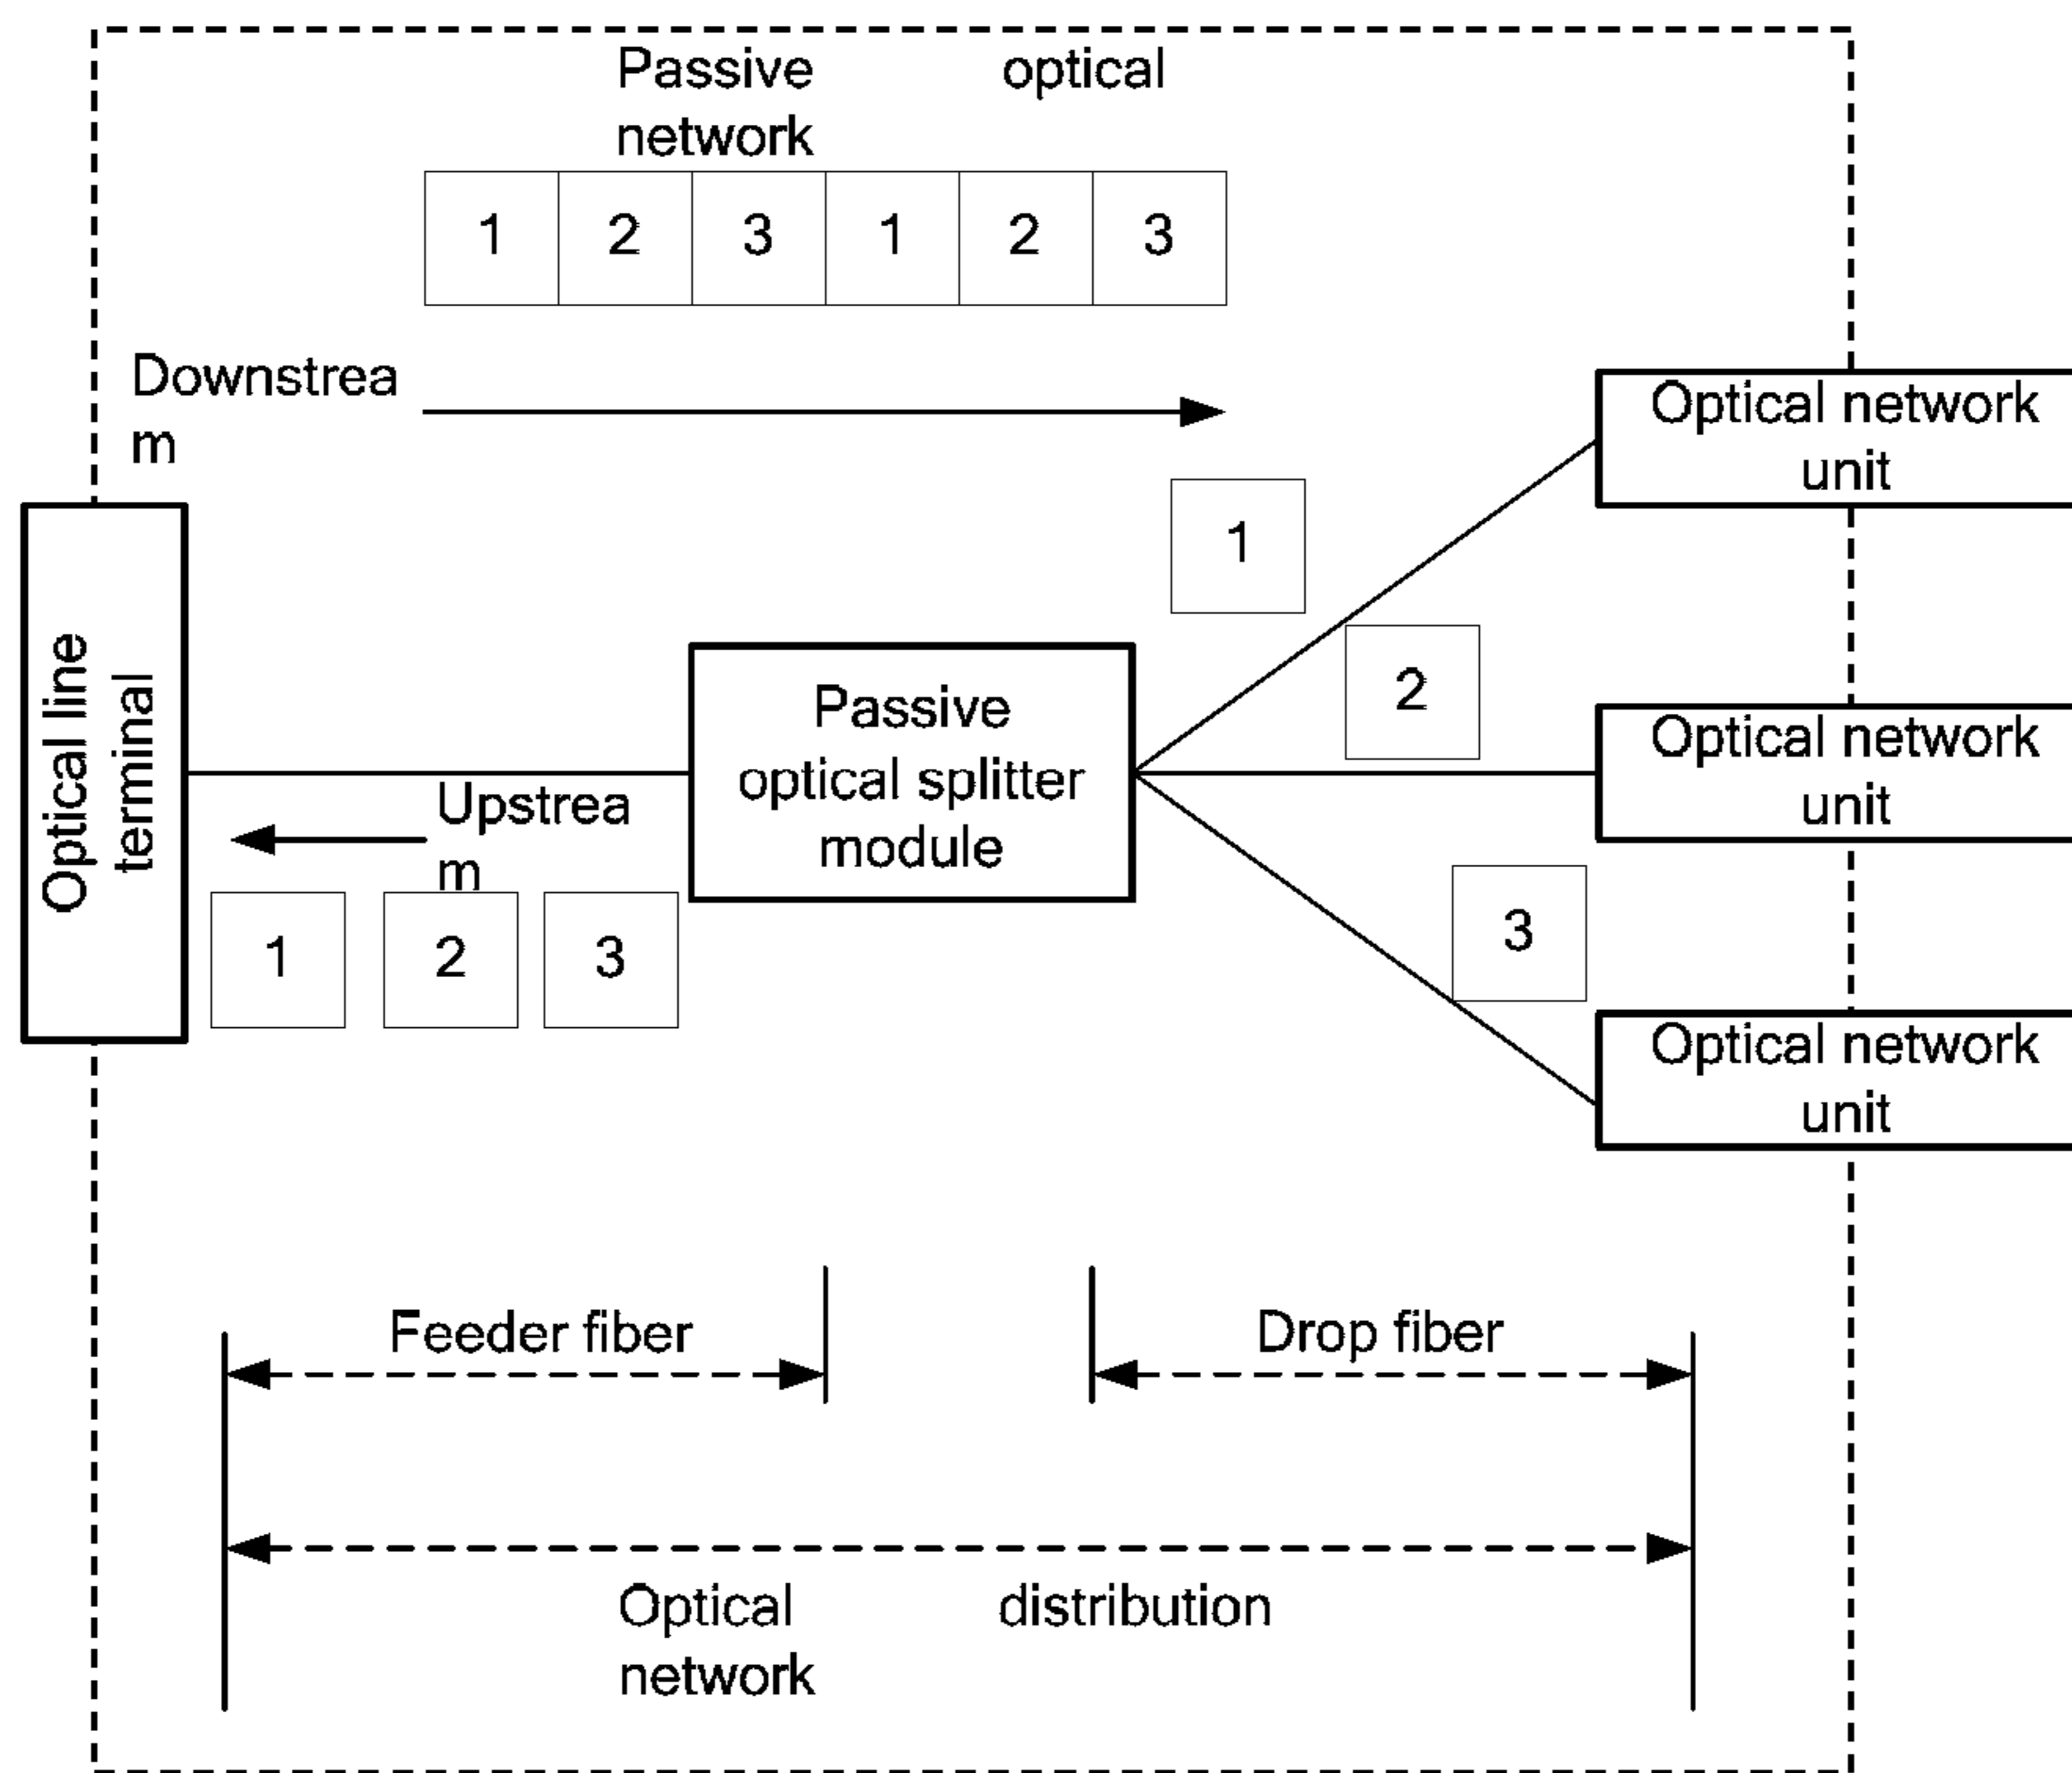 Passive optical
network
1 2 3 1 2 3
Downstrea
m
Optical network
unit
1
2
Optical line
terminal
Passive
optical splitter
module
Optical network
unit
Upstrea
m
1 2 3
3
Optical network
unit
Feeder fiber
Drop fiber
Optical distribution
network